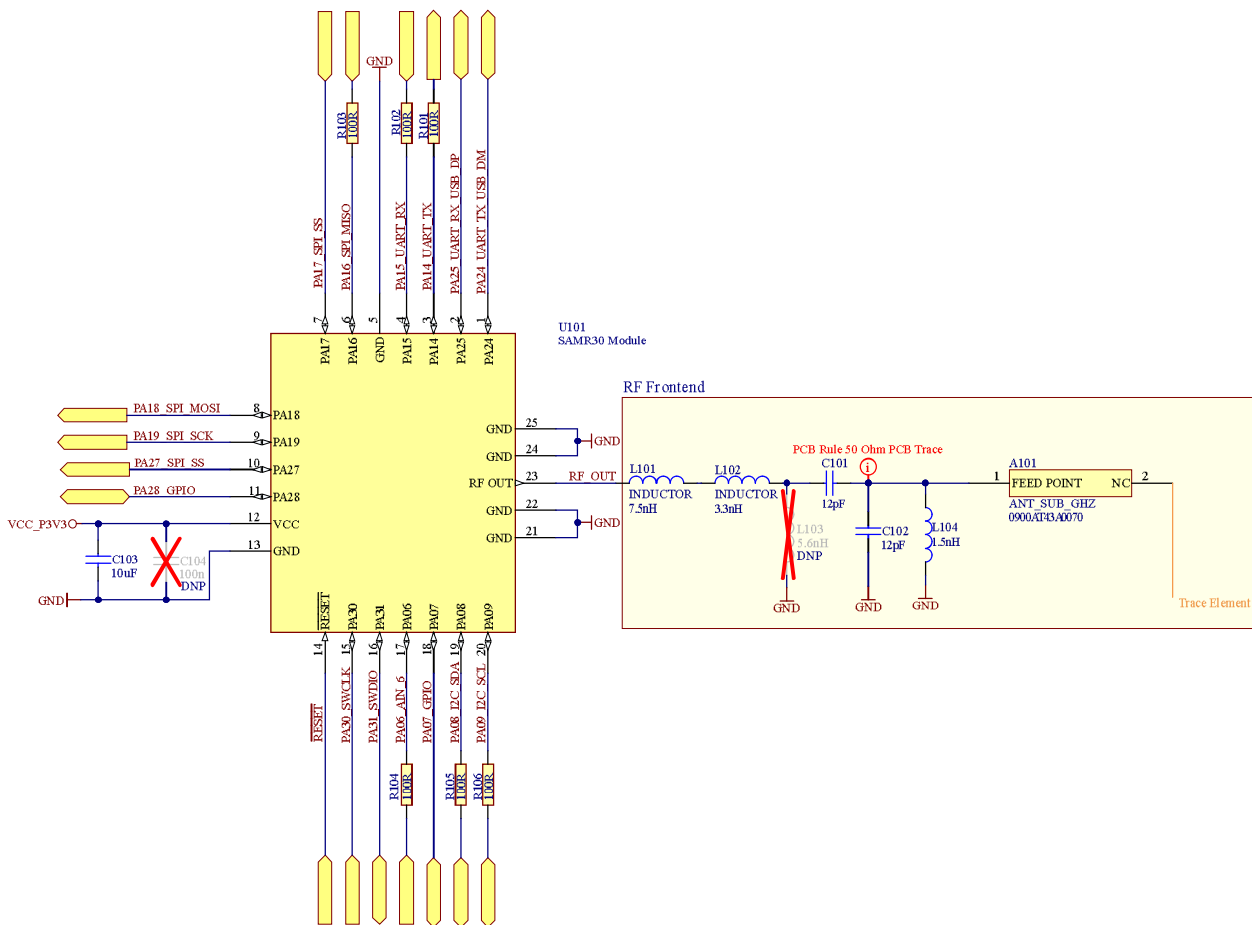 GND
R103
100R
R102
100R
R101
100R
PA17_SPI_SS
PA16_SPI_MISO
PA15_UART_RX
PA14_UART_TX
PA25_UART_RX_USB_DP
PA24_UART_TX_USB_DM
7
6
5
4
3
2
1
PA17
PA16
GND
PA15
PA14
PA25
PA24
U101
SAMR30 Module
RF Frontend
PA18_SPI_MOSI
8
PA18
PA19_SPI_SCK
9
PA19
PA27_SPI_SS
10
PA27
PA28_GPIO
11
PA28
VCC_P3V3
12
VCC
13
GND
C103
10uF
C104
100n
DNP
GND
GND
25
GND
24
GND
RF OUT
23
RF_OUT
GND
22
GND
21
GND
L101
INDUCTOR
7.5nH
L102
INDUCTOR
3.3nH
PCB Rule 50 Ohm PCB Trace
i
C101
12pF
L103
5.6nH
DNP
GND
C102
12pF
GND
L104
1.5nH
GND
1
A101
FEED POINT
NC
2
ANT_SUB_GHZ
0900AT43A0070
Trace Element
RESET
PA30
PA31
PA06
PA07
PA08
PA09
14
15
16
17
18
19
20
RESET
PA30_SWCLK
PA31_SWDIO
PA06_AIN_6
PA07_GPIO
PA08_I2C_SDA
PA09_I2C_SCL
R104
100R
R105
100R
R106
100R